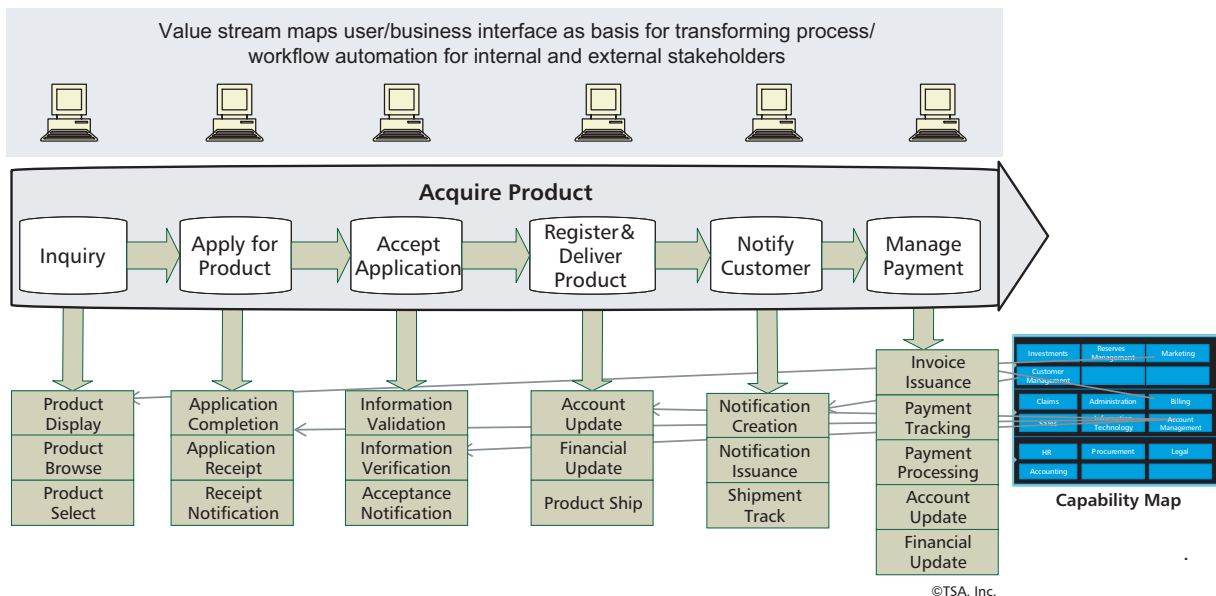 Value stream maps user/business interface as basis for transforming process/
workflow automation for internal and external stakeholders
Acquire Product
Inquiry
Apply for
Product
Accept
Application
Register&
Deliver
Product
Notify
Customer
Manage
Payment
Product
Display
Product
Browse
Product
Select
Application
Completion
Application
Receipt
Receipt
Notification
Information
Validation
Information
Verification
Acceptance
Notification
Account
Update
Financial
Update
Product Ship
Notification
Creation
Notification
Issuance
Shipment
Track
Invoice
Issuance
Payment
Tracking
Payment
Processing
Account
Update
Financial
Update
Investments
Reserves
Management
Marketing
Customer
Management
Claims
Administration
Billing
Sales
Information
Technology
Account
Management
HR
Procurement
Legal
Accounting
Capability Map
.
©TSA, Inc.